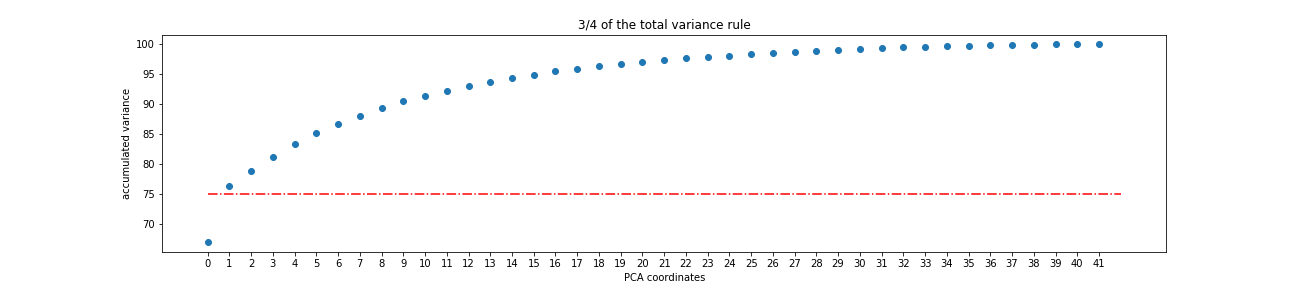 3/4 of the total variance rule
accumulated variance
100
95
90
85
80
75
70
0 1 2 3 4 5 6 7 8 9 10 11 12 13 14 15 16 17 18 19 20 21 22 23 24 25 26 27 28 29 30 31 32 33 34 35 36 37 38 39 40 41
PCA coordinates